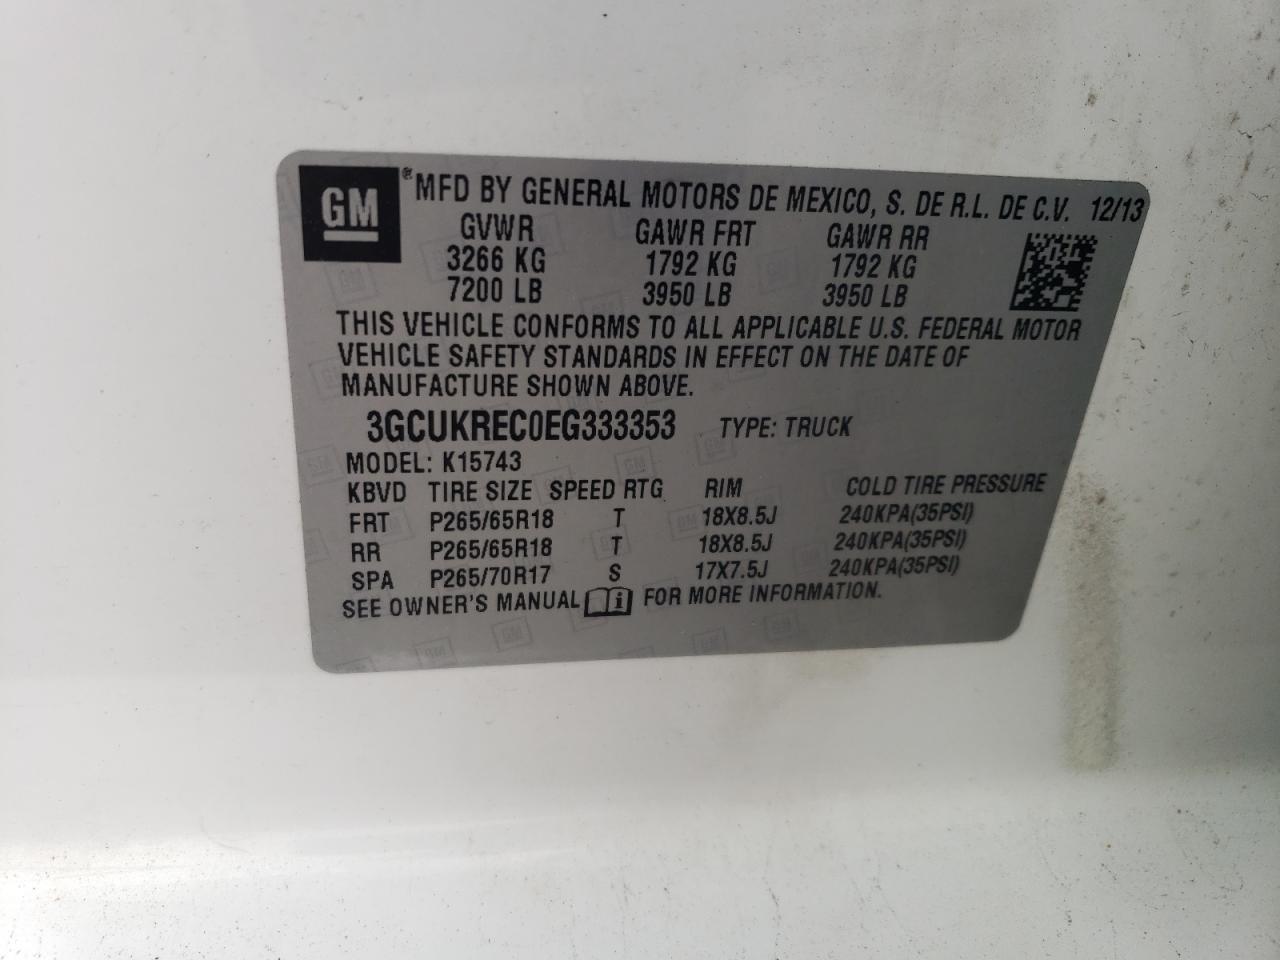 GM ® MFD BY GENERAL MOTORS DE MEXICO, S. DE R.L. DE C.V. 12/13
GVWR GAWR FRT GAWR RR
3266 KG 1792 KG 1792 KG
7200 LB 3950 LB 3950 LB
THIS VEHICLE CONFORMS TO ALL APPLICABLE U.S. FEDERAL MOTOR
VEHICLE SAFETY STANDARDS IN EFFECT ON THE DATE OF
MANUFACTURE SHOWN ABOVE.
3GCUKREC0EG333353 TYPE: TRUCK
MODEL: K15743
KBVD TIRE SIZE SPEED RTG RIM COLD TIRE PRESSURE
FRT P265/65R18 T 18X8.5J 240KPA(35PSI)
RR P265/65R18 T 18X8.5J 240KPA(35PSI)
SPA P265/70R17 S 17X7.5J 240KPA(35PSI)
SEE OWNER'S MANUAL i FOR MORE INFORMATION.